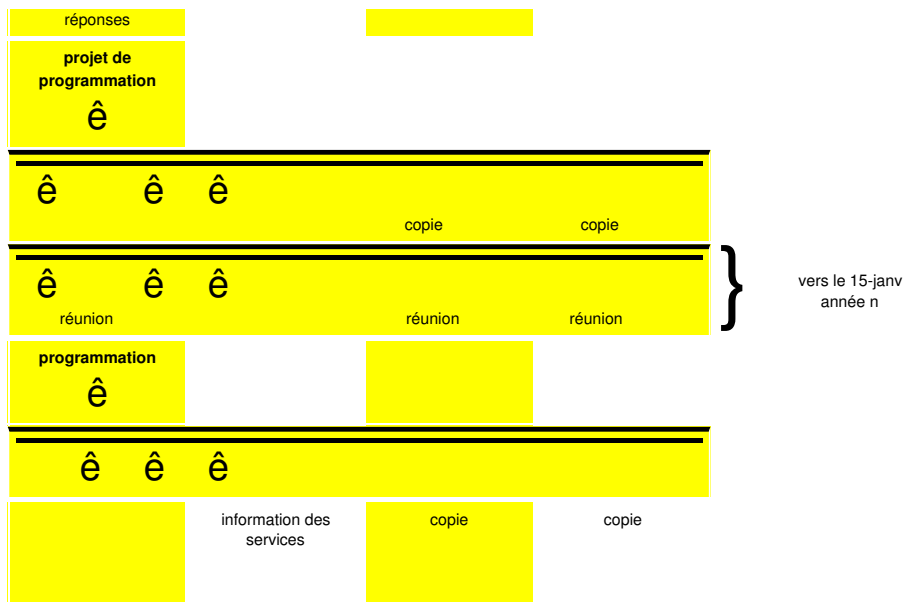 réponses
projet de
programmation
ê
ê ê ê
copie copie
ê ê ê
réunion réunion réunion
} vers le 15-janv
année n
programmation
ê
ê ê ê
information des copie copie
services